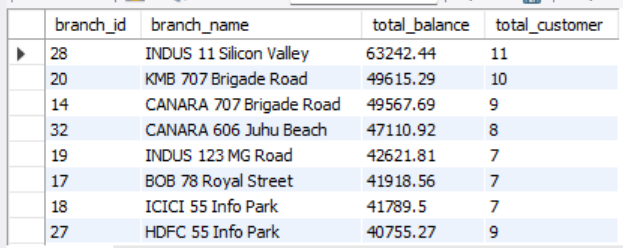 branch_id branch_name total_balance total_customer
28 INDUS 11 Silicon Valley 63242.44 11
20 KMB 707 Brigade Road 49615.29 10
14 CANARA 707 Brigade Road 49567.69 9
32 CANARA 606 Juhu Beach 47110.92 8
19 INDUS 123 MG Road 42621.81 7
17 BOB 78 Royal Street 41918.56 7
18 ICICI 55 Info Park 41789.5 7
27 HDFC 55 Info Park 40755.27 9